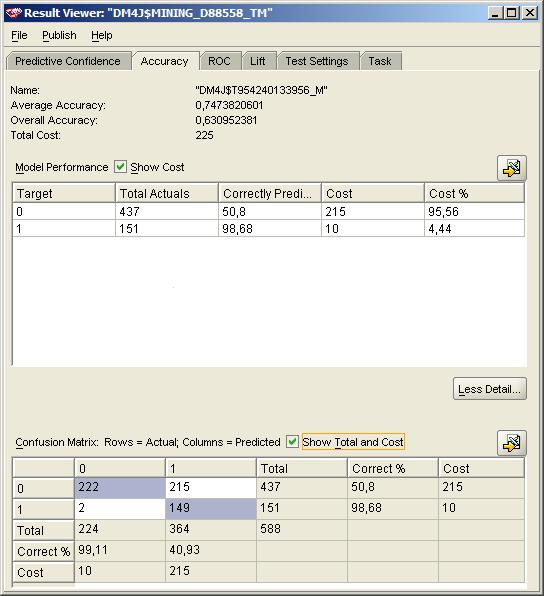 Result Viewer: "DM4J$MINING_D88558_TM"
File Publish Help
Predictive Confidence Accuracy ROC Lift Test Settings Task
Name: "DM4J$T954240133956_M"
Average Accuracy: 0,7473820601
Overall Accuracy: 0,630952381
Total Cost: 225
Model Performance Show Cost
Target Total Actuals Correctly Predi... Cost Cost %
0 437 50,8 215 95,56
1 151 98,68 10 4,44
Less Detail...
Confusion Matrix: Rows = Actual; Columns = Predicted Show Total and Cost
0 1 Total Correct % Cost
0 222 215 437 50,8 215
1 2 149 151 98,68 10
Total 224 364 588
Correct % 99,11 40,93
Cost 10 215